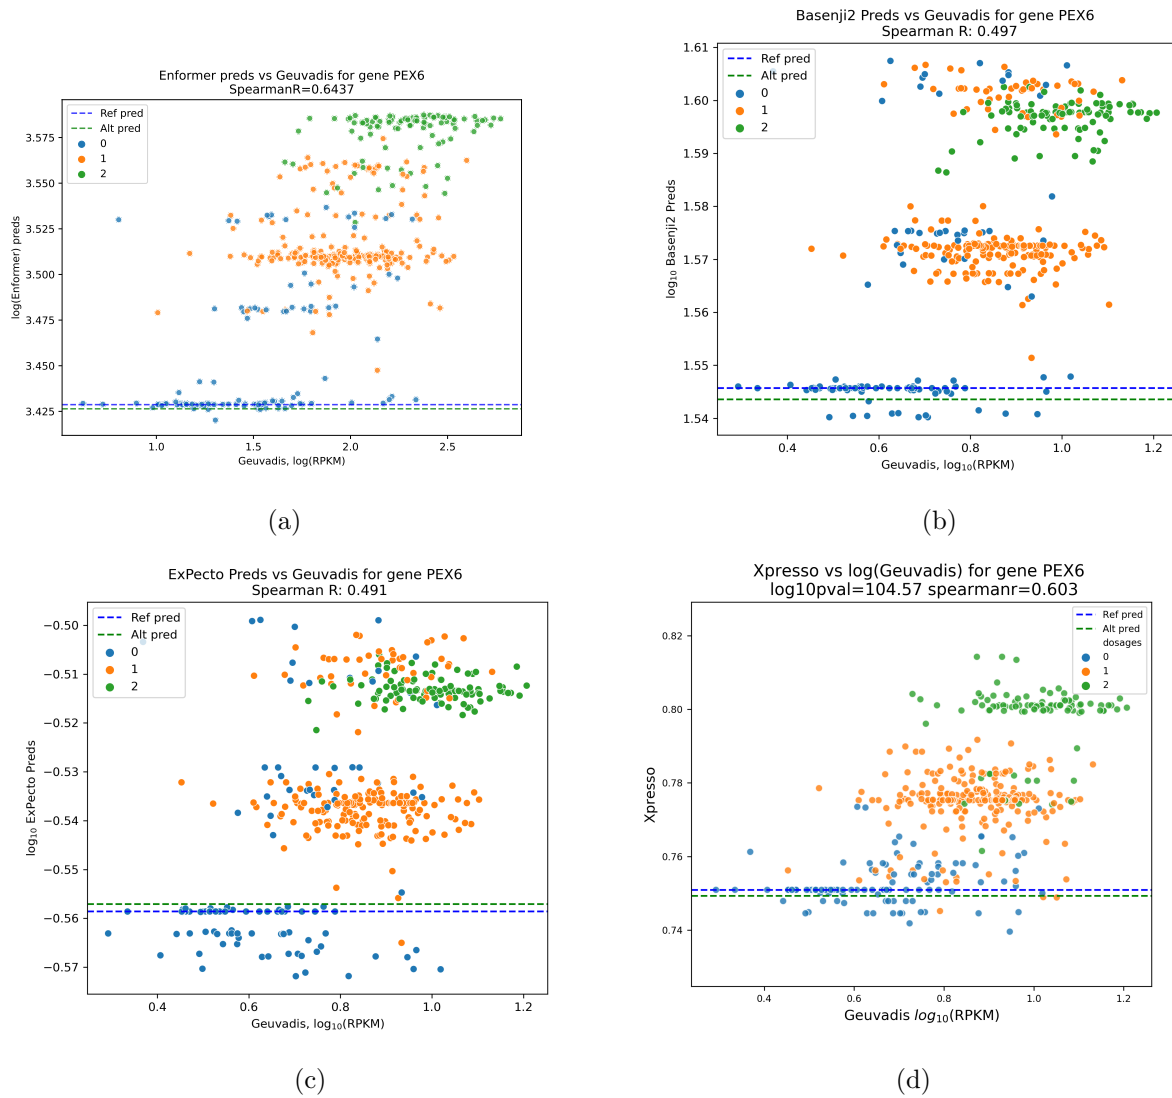 Enformer preds vs Geuvadis for gene PEX6
SpearmanR=0.6437
Ref pred
Alt pred
0
1
2
3.575
3.550
3.525
3.500
3.475
3.450
3.425
log(Enformer) preds
1.0 1.5 2.0 2.5
Geuvadis, log(RPKM)
(a)
Basenji2 Preds vs Geuvadis for gene PEX6
Spearman R: 0.497
Ref pred
Alt pred
0
1
2
1.61
1.60
1.59
1.58
1.57
1.56
1.55
1.54
log₁₀ Basenji2 Preds
0.4 0.6 0.8 1.0 1.2
Geuvadis, log₁₀(RPKM)
(b)
ExPecto Preds vs Geuvadis for gene PEX6
Spearman R: 0.491
Ref pred
Alt pred
0
1
2
−0.50
−0.51
−0.52
−0.53
−0.54
−0.55
−0.56
−0.57
log₁₀ ExPecto Preds
0.4 0.6 0.8 1.0 1.2
Geuvadis, log₁₀(RPKM)
(c)
Xpresso vs log(Geuvadis) for gene PEX6
log10pval=104.57 spearmanr=0.603
Ref pred
Alt pred
dosages
0
1
2
0.82
0.80
0.78
0.76
0.74
Xpresso
0.4 0.6 0.8 1.0 1.2
Geuvadis log₁₀(RPKM)
(d)